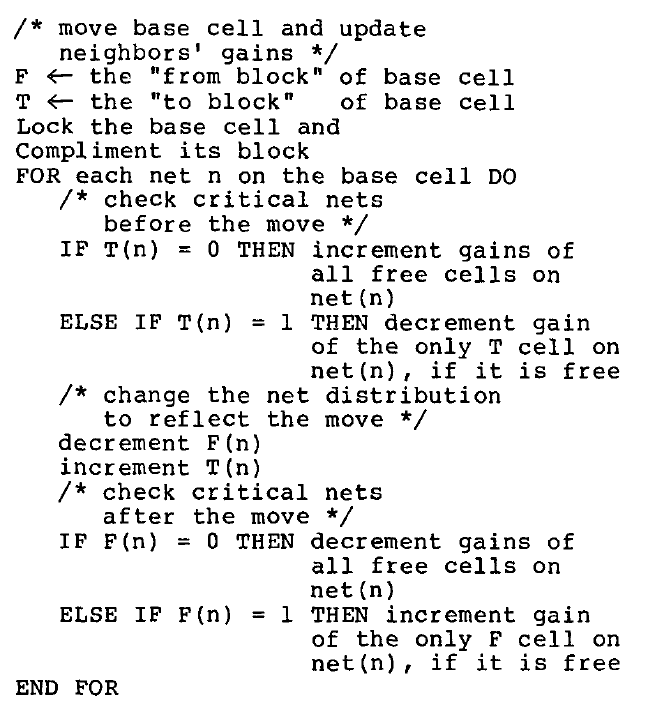 /* move base cell and update
neighbors' gains */
F ← the "from block" of base cell
T ← the "to block" of base cell
Lock the base cell and
Compliment its block
FOR each net n on the base cell DO
/* check critical nets
before the move */
IF T(n) = 0 THEN increment gains of
all free cells on
net(n)
ELSE IF T(n) = 1 THEN decrement gain
of the only T cell on
net(n), if it is free
/* change the net distribution
to reflect the move */
decrement F(n)
increment T(n)
/* check critical nets
after the move */
IF F(n) = 0 THEN decrement gains of
all free cells on
net(n)
ELSE IF F(n) = 1 THEN increment gain
of the only F cell on
net(n), if it is free
END FOR